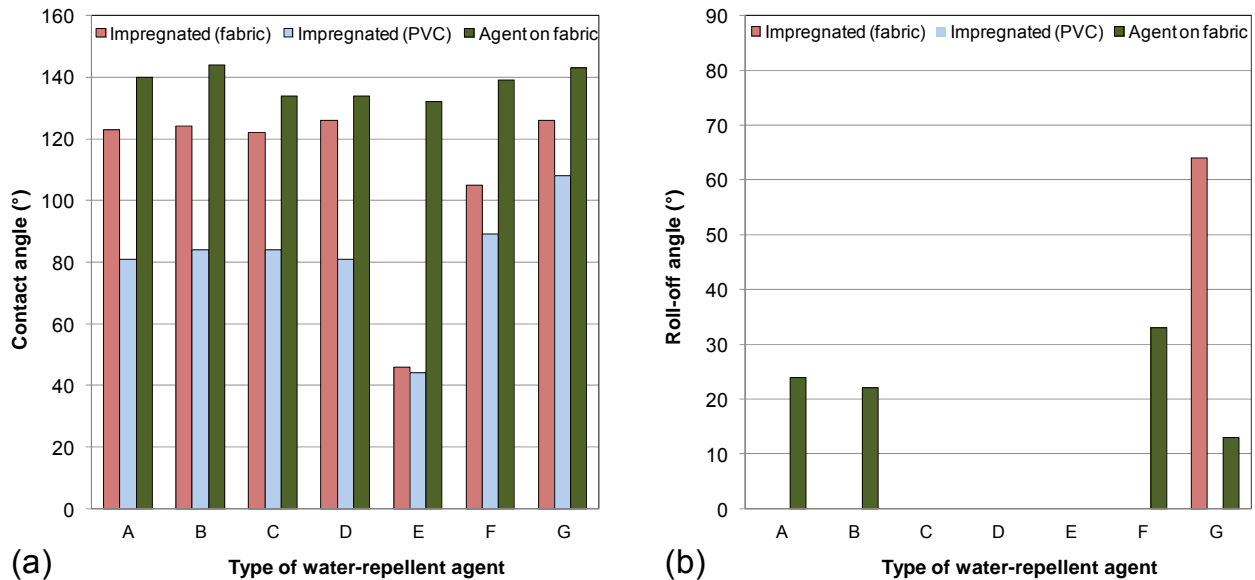 Impregnated (fabric) Impregnated (PVC) Agent on fabric
160
140
120
100
80
60
40
20
0
Contact angle (°)
A B C D E F G
Type of water-repellent agent
(a)
Impregnated (fabric) Impregnated (PVC) Agent on fabric
90
80
70
60
50
40
30
20
10
0
Roll-off angle (°)
A B C D E F G
Type of water-repellent agent
(b)